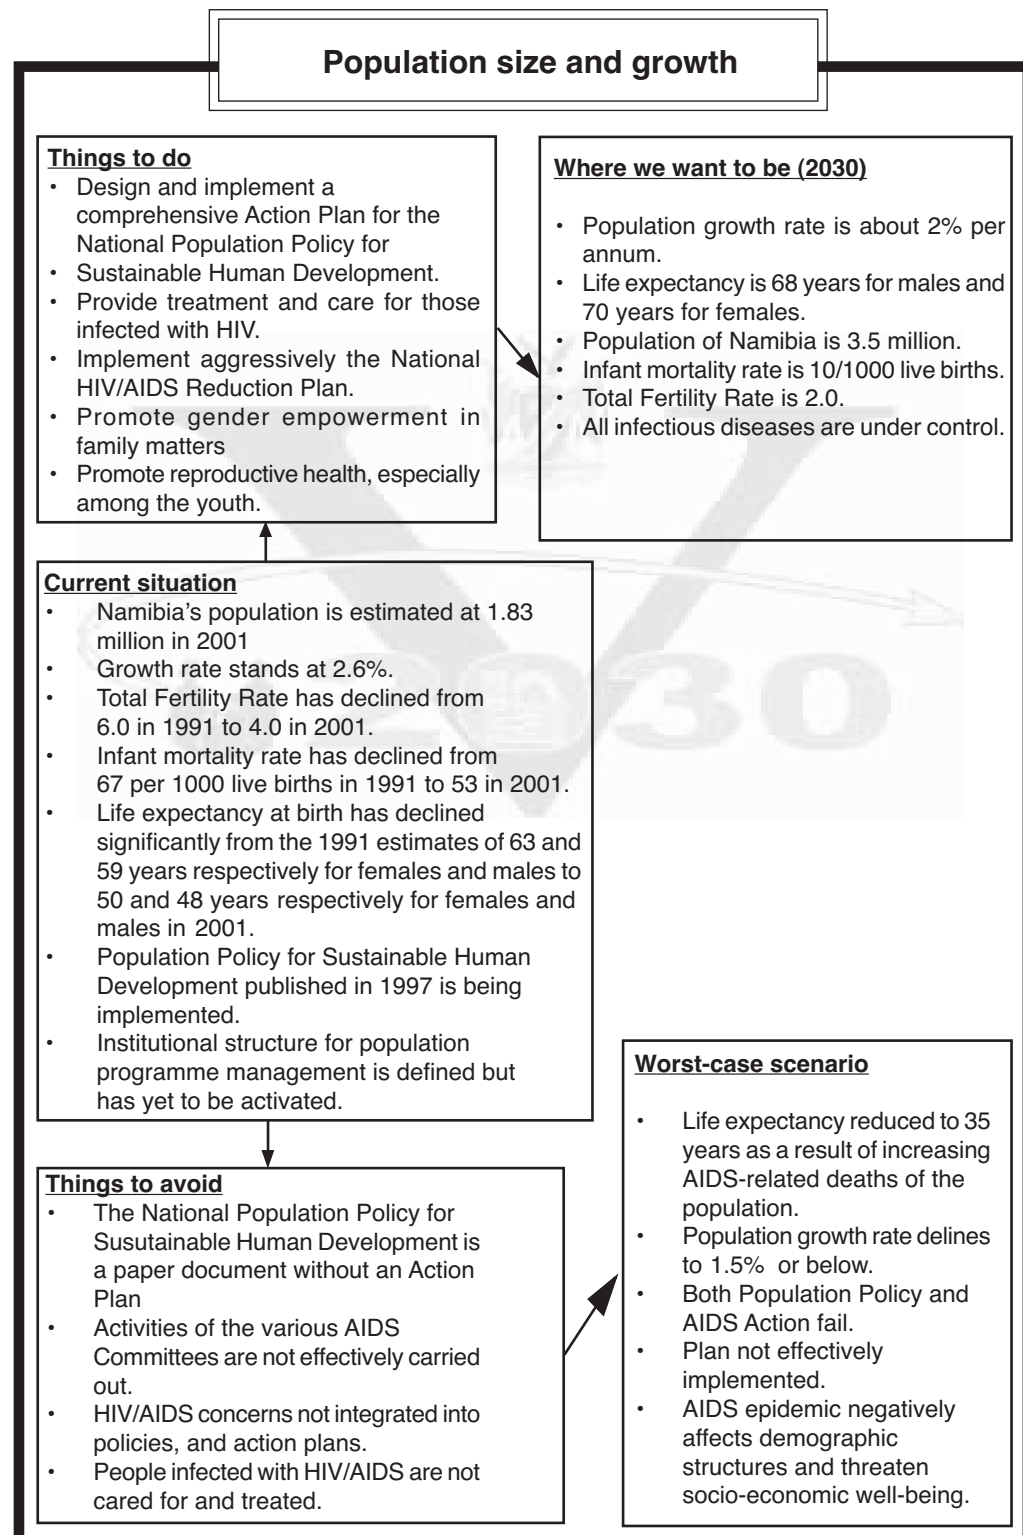 Population size and growth
Things to do
• Design and implement a
comprehensive Action Plan for the
National Population Policy for
• Sustainable Human Development.
• Provide treatment and care for those
infected with HIV.
• Implement aggressively the National
HIV/AIDS Reduction Plan.
• Promote gender empowerment in
family matters
• Promote reproductive health, especially
among the youth.
Where we want to be (2030)
• Population growth rate is about 2% per
annum.
• Life expectancy is 68 years for males and
70 years for females.
• Population of Namibia is 3.5 million.
• Infant mortality rate is 10/1000 live births.
• Total Fertility Rate is 2.0.
• All infectious diseases are under control.
Current situation
• Namibia's population is estimated at 1.83
million in 2001
• Growth rate stands at 2.6%.
• Total Fertility Rate has declined from
6.0 in 1991 to 4.0 in 2001.
• Infant mortality rate has declined from
67 per 1000 live births in 1991 to 53 in 2001.
• Life expectancy at birth has declined
significantly from the 1991 estimates of 63 and
59 years respectively for females and males to
50 and 48 years respectively for females and
males in 2001.
• Population Policy for Sustainable Human
Development published in 1997 is being
implemented.
• Institutional structure for population
programme management is defined but
has yet to be activated.
Things to avoid
• The National Population Policy for
Susutainable Human Development is
a paper document without an Action
Plan
• Activities of the various AIDS
Committees are not effectively carried
out.
• HIV/AIDS concerns not integrated into
policies, and action plans.
• People infected with HIV/AIDS are not
cared for and treated.
Worst-case scenario
• Life expectancy reduced to 35
years as a result of increasing
AIDS-related deaths of the
population.
• Population growth rate delines
to 1.5% or below.
• Both Population Policy and
AIDS Action fail.
• Plan not effectively
implemented.
• AIDS epidemic negatively
affects demographic
structures and threaten
socio-economic well-being.
V
2030